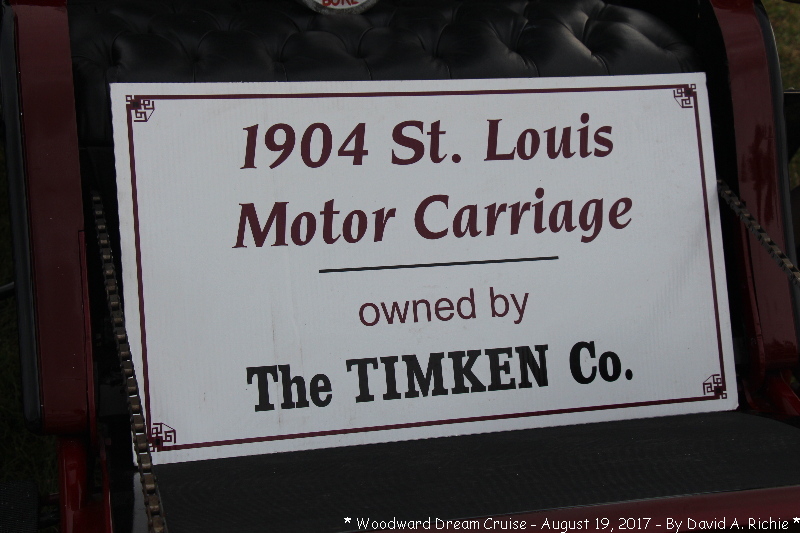 1904 St. Louis
Motor Carriage
owned by
The TIMKEN Co.
* Woodward Dream Cruise - August 19, 2017 - By David A. Richie *